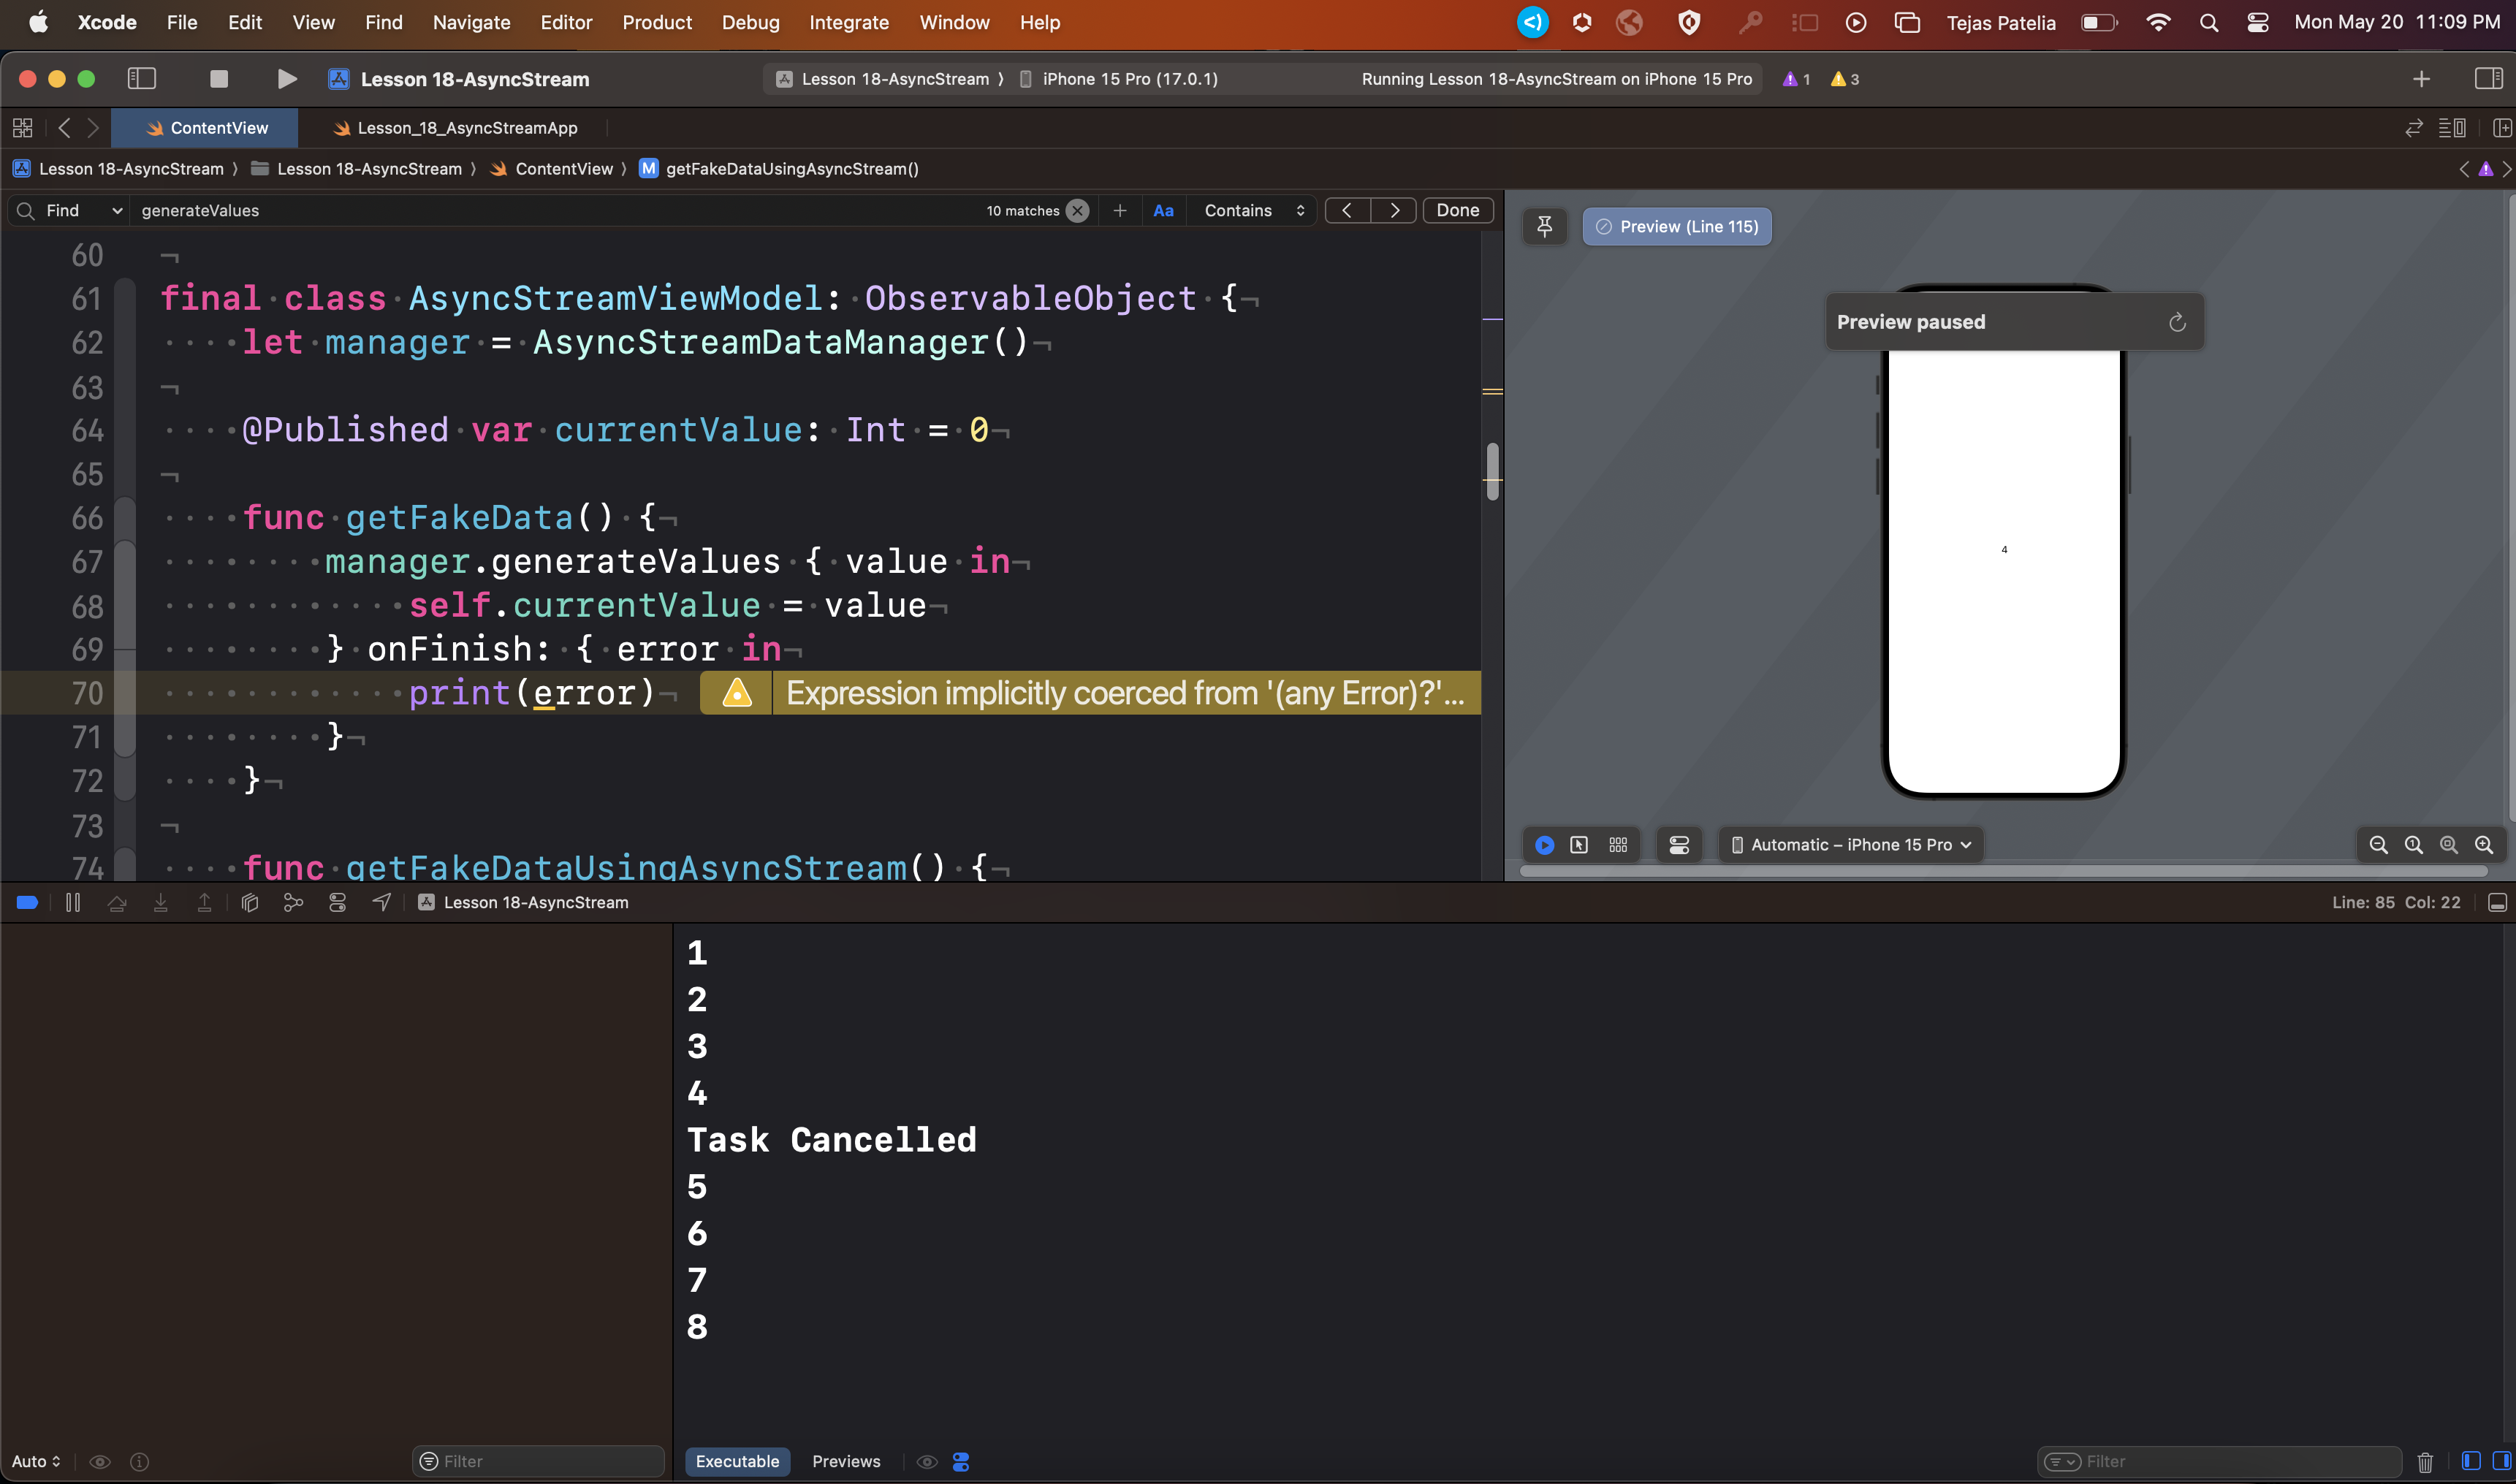 Xcode File Edit View Find Navigate Editor Product Debug Integrate Window Help Tejas Patelia Mon May 20 11:09 PM
Lesson 18-AsyncStream Lesson 18-AsyncStream 〉 iPhone 15 Pro (17.0.1) Running Lesson 18-AsyncStream on iPhone 15 Pro 1 3
ContentView Lesson_18_AsyncStreamApp
Lesson 18-AsyncStream 〉 Lesson 18-AsyncStream 〉 ContentView 〉 M getFakeDataUsingAsyncStream()
Find generateValues 10 matches Aa Contains Done
Preview (Line 115)
Preview paused
4
60
61 final class AsyncStreamViewModel: ObservableObject {
62 let manager = AsyncStreamDataManager()
63
64 @Published var currentValue: Int = 0
65
66 func getFakeData() {
67 manager.generateValues { value in
68 self.currentValue = value
69 } onFinish: { error in
70 print(error) Expression implicitly coerced from '(any Error)?'...
71 }
72 }
73
74 func getFakeDataUsingAsyncStream() {
Automatic – iPhone 15 Pro
Lesson 18-AsyncStream Line: 85 Col: 22
1
2
3
4
Task Cancelled
5
6
7
8
Auto Filter Executable Previews Filter